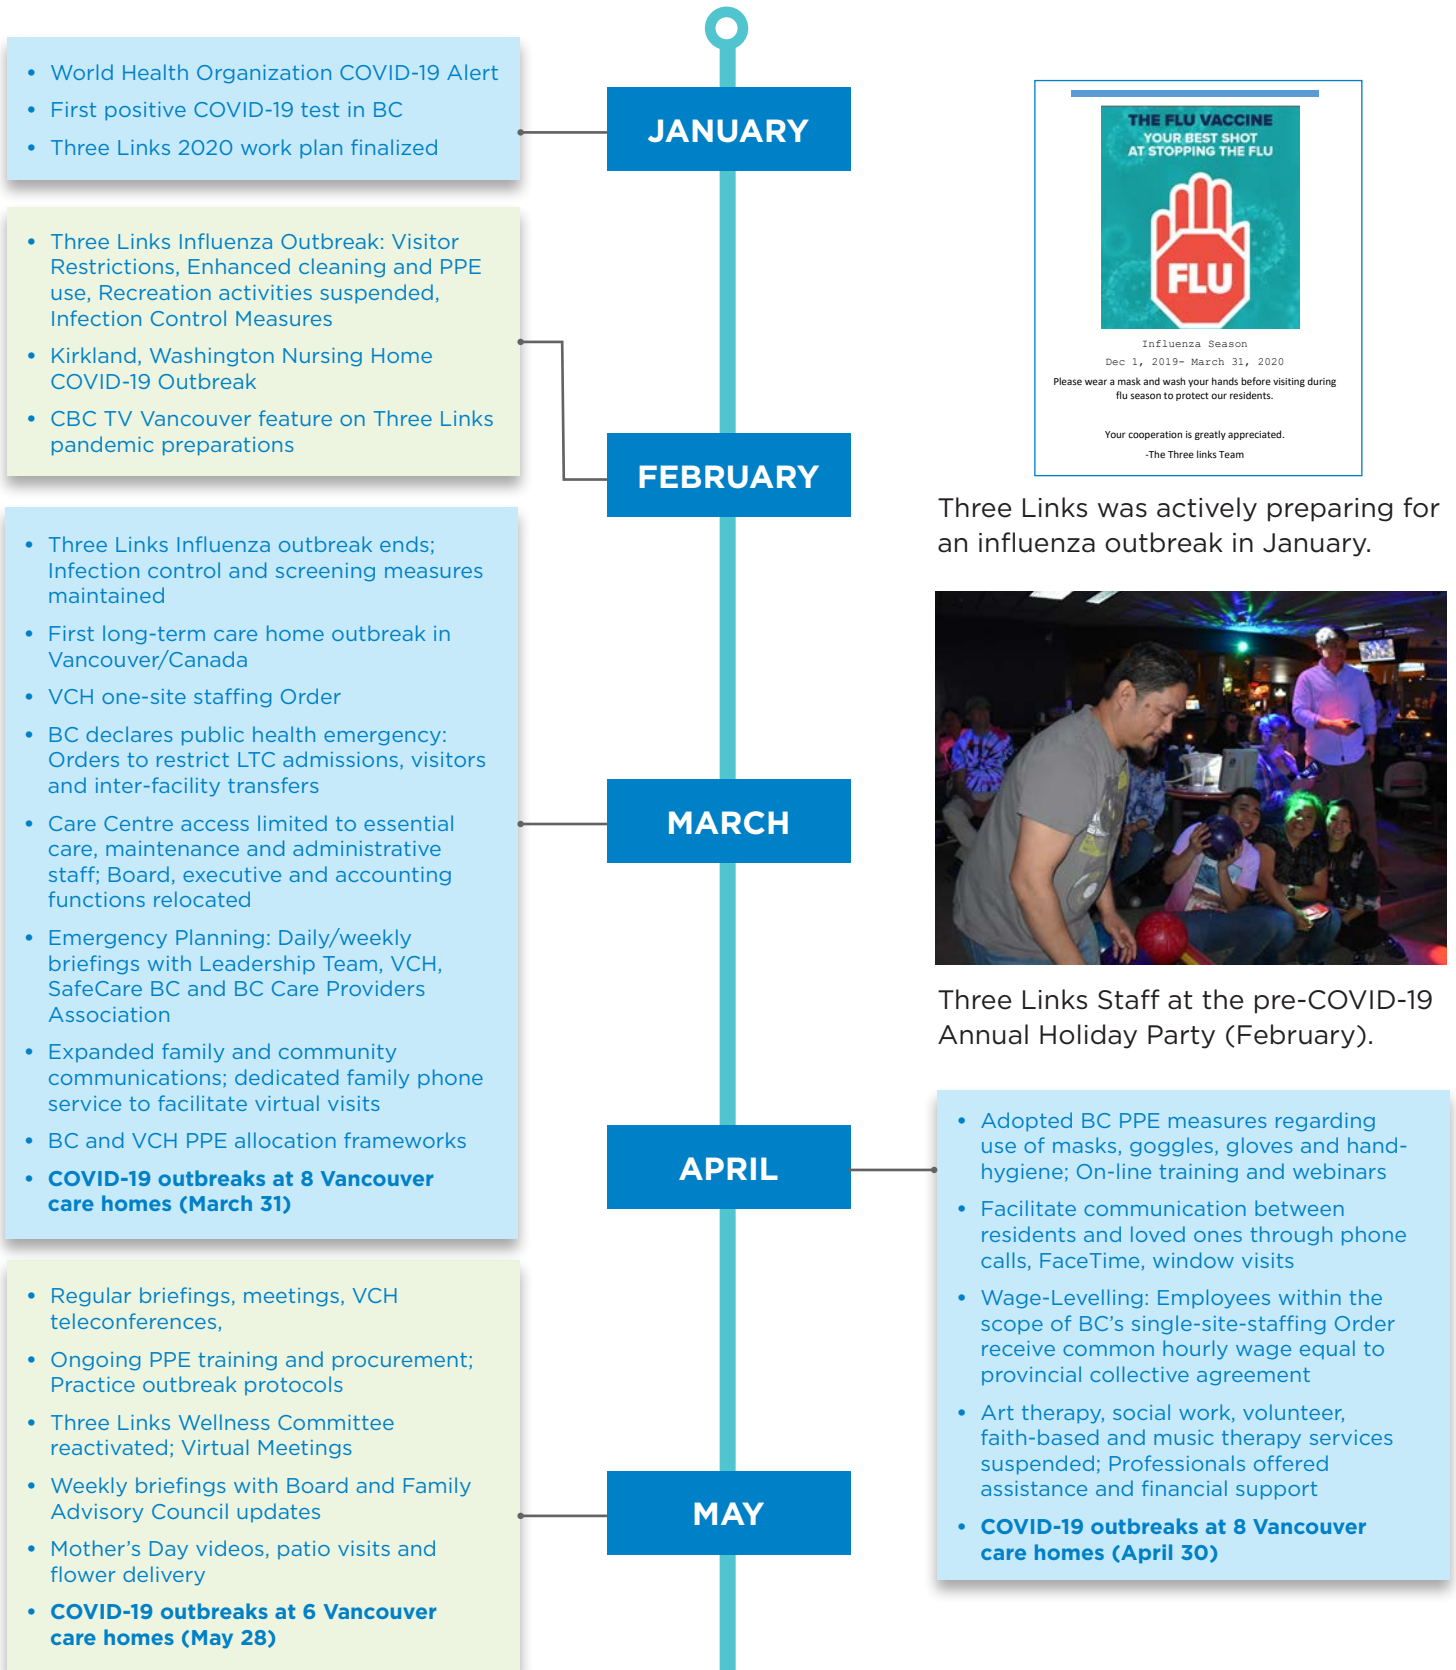 • World Health Organization COVID-19 Alert
• First positive COVID-19 test in BC
• Three Links 2020 work plan finalized
JANUARY
THE FLU VACCINE
YOUR BEST SHOT
AT STOPPING THE FLU
FLU
Influenza Season
Dec 1, 2019- March 31, 2020
Please wear a mask and wash your hands before visiting during
flu season to protect our residents.
Your cooperation is greatly appreciated.
-The Three links Team
Three Links was actively preparing for
an influenza outbreak in January.
• Three Links Influenza Outbreak: Visitor
Restrictions, Enhanced cleaning and PPE
use, Recreation activities suspended,
Infection Control Measures
• Kirkland, Washington Nursing Home
COVID-19 Outbreak
• CBC TV Vancouver feature on Three Links
pandemic preparations
FEBRUARY
Three Links Staff at the pre-COVID-19
Annual Holiday Party (February).
• Three Links Influenza outbreak ends;
Infection control and screening measures
maintained
• First long-term care home outbreak in
Vancouver/Canada
• VCH one-site staffing Order
• BC declares public health emergency:
Orders to restrict LTC admissions, visitors
and inter-facility transfers
• Care Centre access limited to essential
care, maintenance and administrative
staff; Board, executive and accounting
functions relocated
• Emergency Planning: Daily/weekly
briefings with Leadership Team, VCH,
SafeCare BC and BC Care Providers
Association
• Expanded family and community
communications; dedicated family phone
service to facilitate virtual visits
• BC and VCH PPE allocation frameworks
• COVID-19 outbreaks at 8 Vancouver
care homes (March 31)
MARCH
APRIL
• Adopted BC PPE measures regarding
use of masks, goggles, gloves and hand-
hygiene; On-line training and webinars
• Facilitate communication between
residents and loved ones through phone
calls, FaceTime, window visits
• Wage-Levelling: Employees within the
scope of BC's single-site-staffing Order
receive common hourly wage equal to
provincial collective agreement
• Art therapy, social work, volunteer,
faith-based and music therapy services
suspended; Professionals offered
assistance and financial support
• COVID-19 outbreaks at 8 Vancouver
care homes (April 30)
• Regular briefings, meetings, VCH
teleconferences,
• Ongoing PPE training and procurement;
Practice outbreak protocols
• Three Links Wellness Committee
reactivated; Virtual Meetings
• Weekly briefings with Board and Family
Advisory Council updates
• Mother's Day videos, patio visits and
flower delivery
• COVID-19 outbreaks at 6 Vancouver
care homes (May 28)
MAY